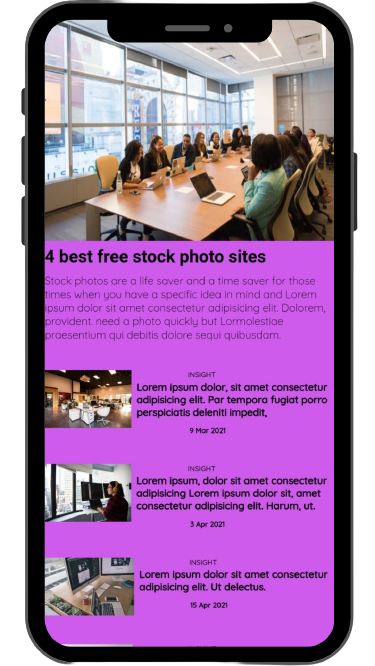 4 best free stock photo sites
Stock photos are a life saver and a time saver for those
times when you have a specific idea in mind and Lorem
ipsum dolor sit amet consectetur adipisicing elit. Dolorem,
provident. need a photo quickly but Lormolestiae
praesentium qui debitis dolore sequi quibusdam.
INSIGHT
Lorem ipsum dolor, sit amet consectetur
adipisicing elit. Par tempora fugiat porro
perspiciatis deleniti impedit,
9 Mar 2021
INSIGHT
Lorem ipsum, dolor sit amet consectetur
adipisicing Lorem ipsum dolor sit, amet
consectetur adipisicing elit. Harum, ut.
3 Apr 2021
INSIGHT
Lorem ipsum dolor sit amet consectetur
adipisicing elit. Ut delectus.
15 Apr 2021